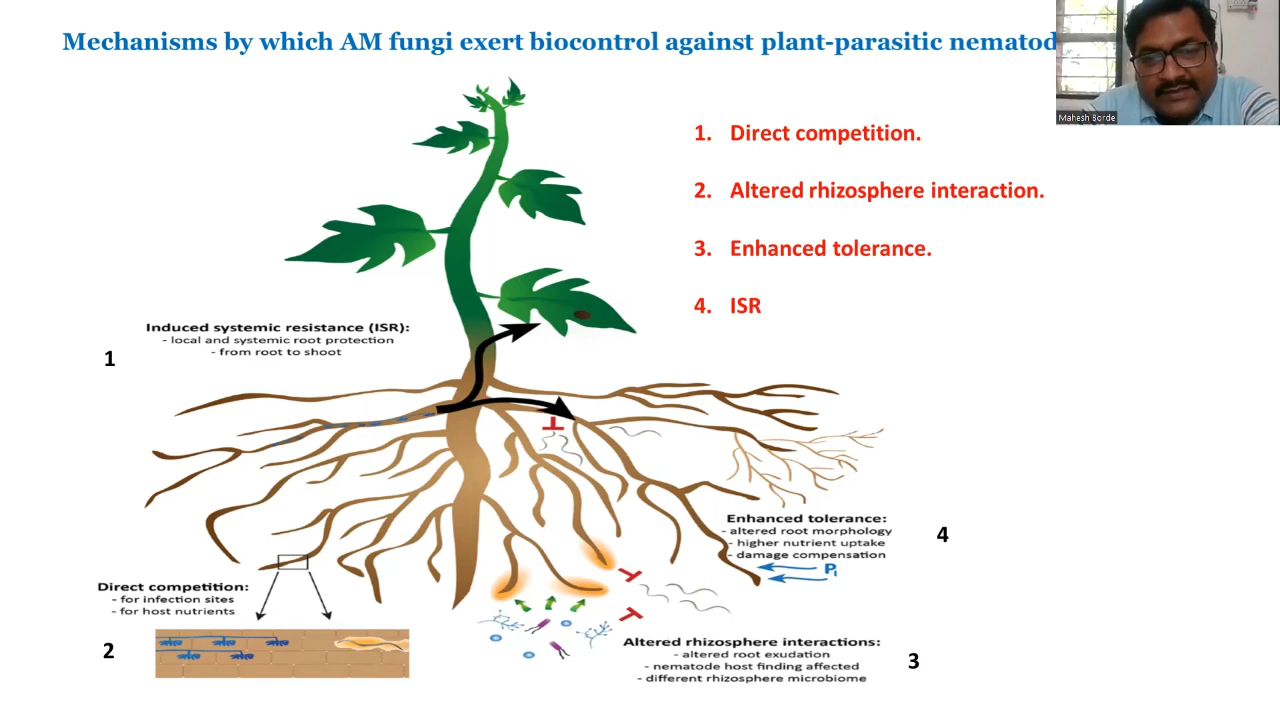 Mechanisms by which AM fungi exert biocontrol against plant-parasitic nematod
Mahesh Borde
1. Direct competition.
2. Altered rhizosphere interaction.
3. Enhanced tolerance.
4. ISR
Induced systemic resistance (ISR):
- local and systemic root protection
- from root to shoot
1
Enhanced tolerance:
- altered root morphology
- higher nutrient uptake
- damage compensation
4
Pi
Direct competition:
- for infection sites
- for host nutrients
2
Altered rhizosphere interactions:
- altered root exudation
- nematode host finding affected
- different rhizosphere microbiome
3